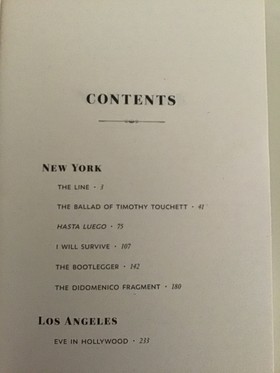 CONTENTS
NEW YORK
THE LINE · 3
THE BALLAD OF TIMOTHY TOUCHETT · 41
HASTA LUEGO · 75
I WILL SURVIVE · 107
THE BOOTLEGGER · 142
THE DIDOMENICO FRAGMENT · 180
LOS ANGELES
EVE IN HOLLYWOOD · 233